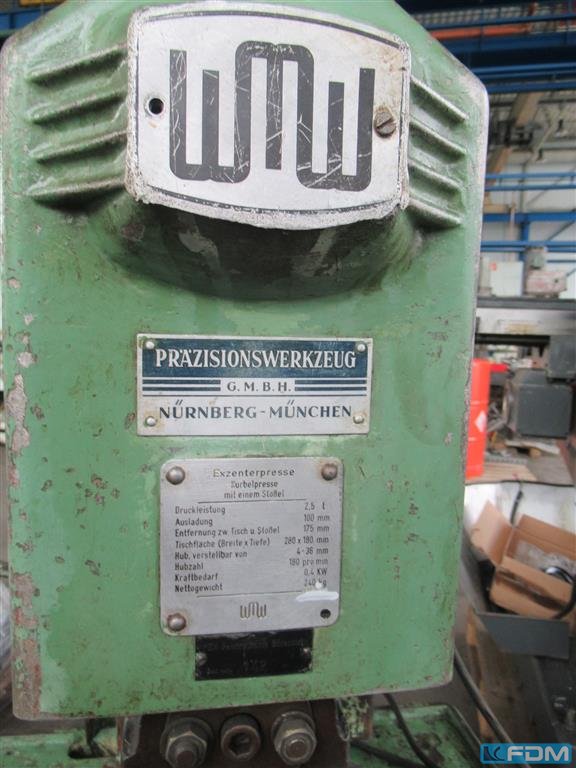 WMW
PRÄZISIONSWERKZEUG
G.M.B.H.
NÜRNBERG-MÜNCHEN
Exzenterpresse
Kurbelpresse
mit einem Stößel
Druckleistung 2,5 t
Ausladung 100 mm
Entfernung zw Tisch u. Stößel 175 mm
Tischfläche (Breite x Tiefe) 280 x 180 mm
Hub, verstellbar von 4-36 mm
Hubzahl 180 pro min
Kraftbedarf 0,4 KW
Nettogewicht 240 kg
WMW
FDM